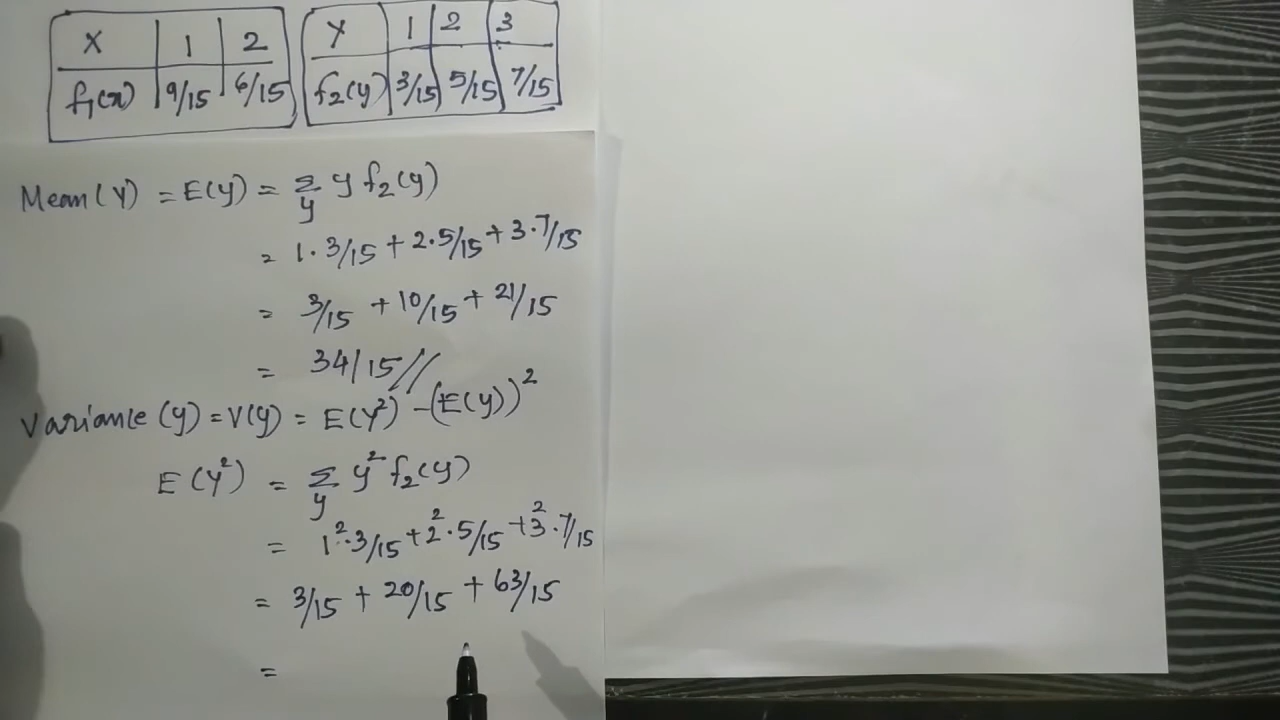 X 1 2 Y 1 2 3
f₁(x) 9/15 6/15 f₂(y) 3/15 5/15 7/15
Mean(Y) = E(y) = Σ_y y f₂(y)
= 1·3/15 + 2·5/15 + 3·7/15
= 3/15 + 10/15 + 21/15
= 34/15//
Variance (y) = V(y) = E(Y²) - (E(y))²
E(Y²) = Σ_y y² f₂(y)
= 1²·3/15 + 2²·5/15 + 3²·7/15
= 3/15 + 20/15 + 63/15
=